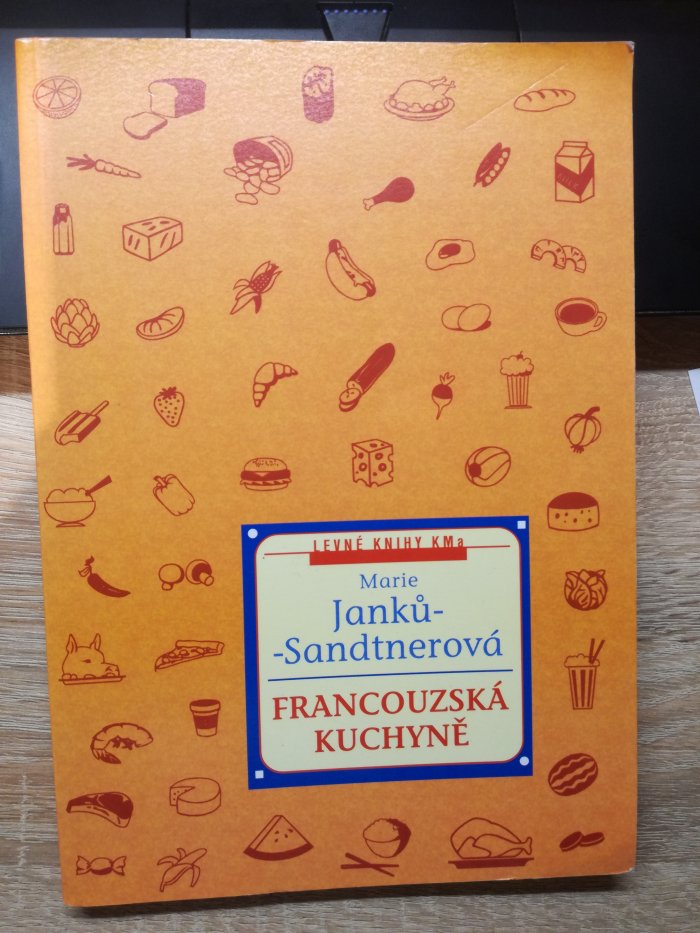 LEVNÉ KNIHY KMa
Marie
Janků-
-Sandtnerová
FRANCOUZSKÁ
KUCHYNĚ